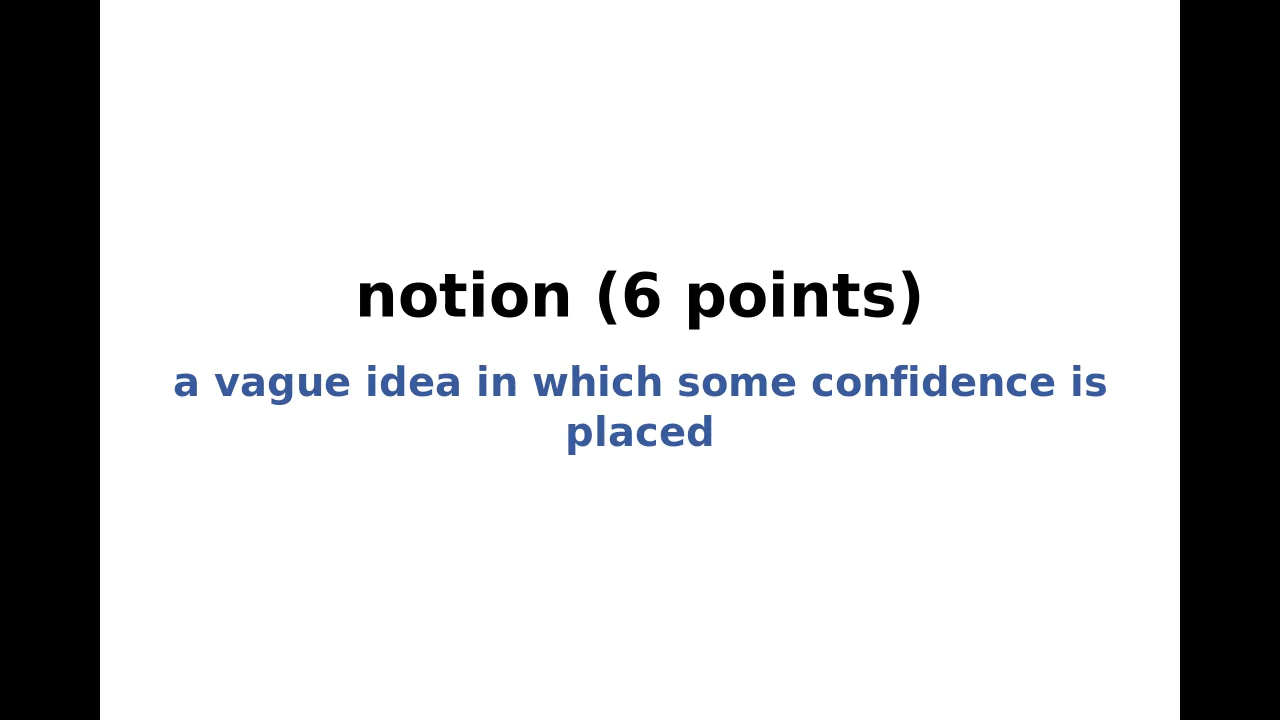 notion (6 points)
a vague idea in which some confidence is
placed